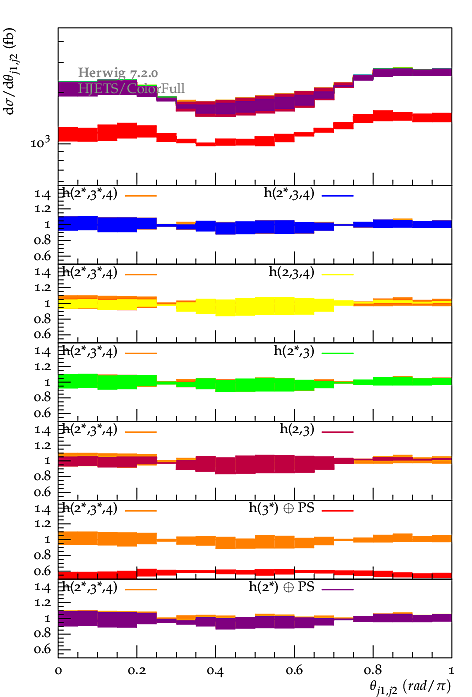 dσ/dθj1,j2 (fb)
Herwig 7.2.0
HJETS/ColorFull
10³
1.4
h(2*,3*,4)
h(2*,3,4)
1.2
1
0.8
0.6
1.4
h(2*,3*,4)
h(2,3,4)
1.2
1
0.8
0.6
1.4
h(2*,3*,4)
h(2*,3)
1.2
1
0.8
0.6
1.4
h(2*,3*,4)
h(2,3)
1.2
1
0.8
0.6
1.4
h(2*,3*,4)
h(3*) ⊕ PS
1.2
1
0.8
0.6
1.4
h(2*,3*,4)
h(2*) ⊕ PS
1.2
1
0.8
0.6
0 0.2 0.4 0.6 0.8 1
θj1,j2 (rad/π)